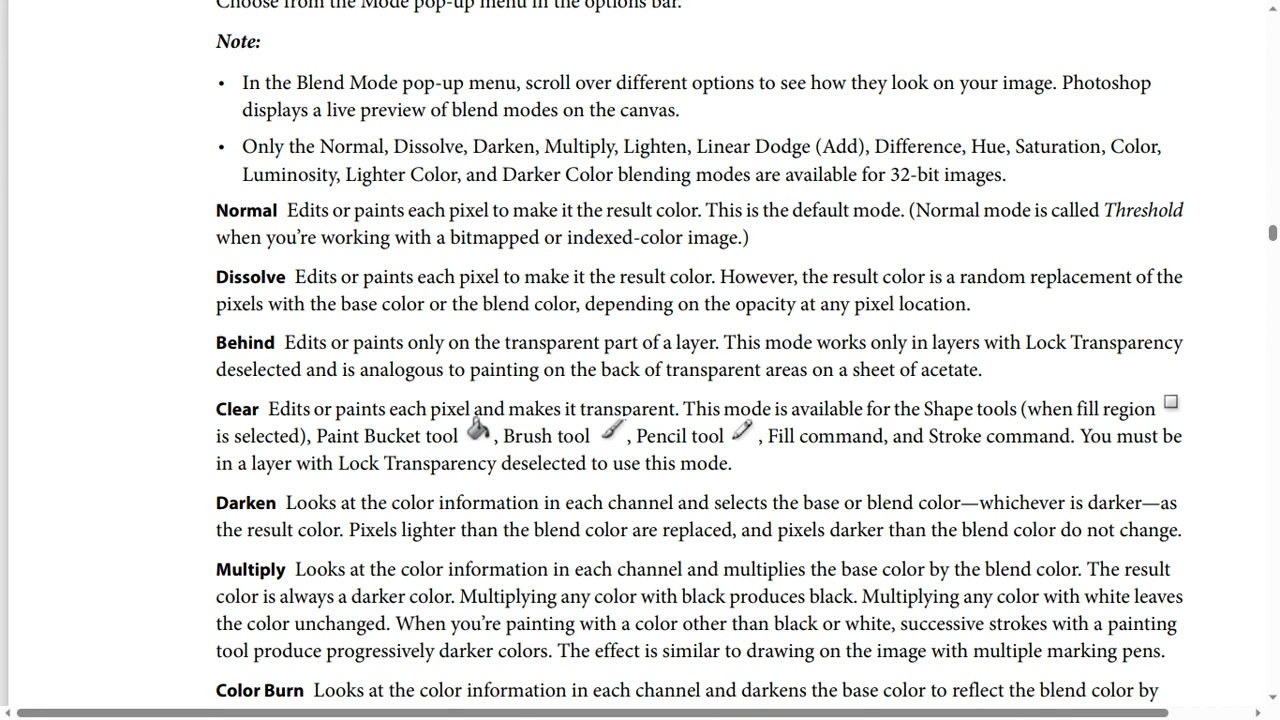 Choose from the Mode pop-up menu in the options bar.
Note:
• In the Blend Mode pop-up menu, scroll over different options to see how they look on your image. Photoshop
displays a live preview of blend modes on the canvas.
• Only the Normal, Dissolve, Darken, Multiply, Lighten, Linear Dodge (Add), Difference, Hue, Saturation, Color,
Luminosity, Lighter Color, and Darker Color blending modes are available for 32-bit images.
Normal Edits or paints each pixel to make it the result color. This is the default mode. (Normal mode is called Threshold
when you’re working with a bitmapped or indexed-color image.)
Dissolve Edits or paints each pixel to make it the result color. However, the result color is a random replacement of the
pixels with the base color or the blend color, depending on the opacity at any pixel location.
Behind Edits or paints only on the transparent part of a layer. This mode works only in layers with Lock Transparency
deselected and is analogous to painting on the back of transparent areas on a sheet of acetate.
Clear Edits or paints each pixel and makes it transparent. This mode is available for the Shape tools (when fill region
is selected), Paint Bucket tool , Brush tool , Pencil tool , Fill command, and Stroke command. You must be
in a layer with Lock Transparency deselected to use this mode.
Darken Looks at the color information in each channel and selects the base or blend color—whichever is darker—as
the result color. Pixels lighter than the blend color are replaced, and pixels darker than the blend color do not change.
Multiply Looks at the color information in each channel and multiplies the base color by the blend color. The result
color is always a darker color. Multiplying any color with black produces black. Multiplying any color with white leaves
the color unchanged. When you’re painting with a color other than black or white, successive strokes with a painting
tool produce progressively darker colors. The effect is similar to drawing on the image with multiple marking pens.
Color Burn Looks at the color information in each channel and darkens the base color to reflect the blend color by